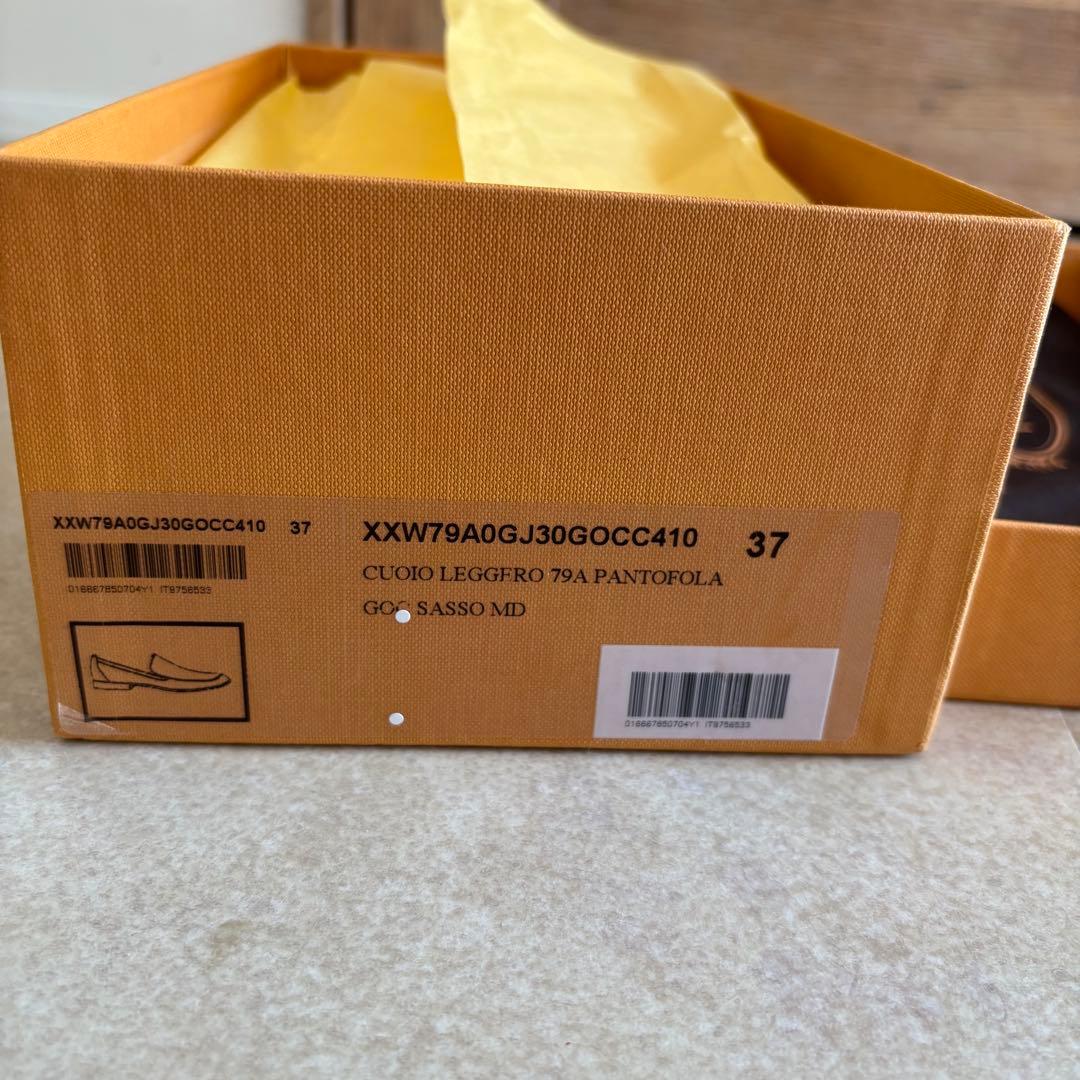 XXW79A0GJ30GOCC410 37
016667850704Y1 IT9756533
XXW79A0GJ30GOCC410 37
CUOIO LEGGERO 79A PANTOFOLA
SASSO MD
016667850704Y1 IT9756533